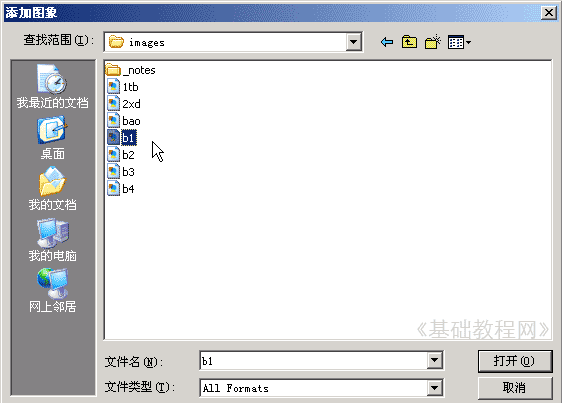 添加图象
查找范围(I): images
_notes
1tb
2xd
bao
b1
b2
b3
b4
我最近的文档
桌面
我的文档
我的电脑
网上邻居
《基础教程网》
文件名(N): b1 打开(O)
文件类型(T): All Formats 取消